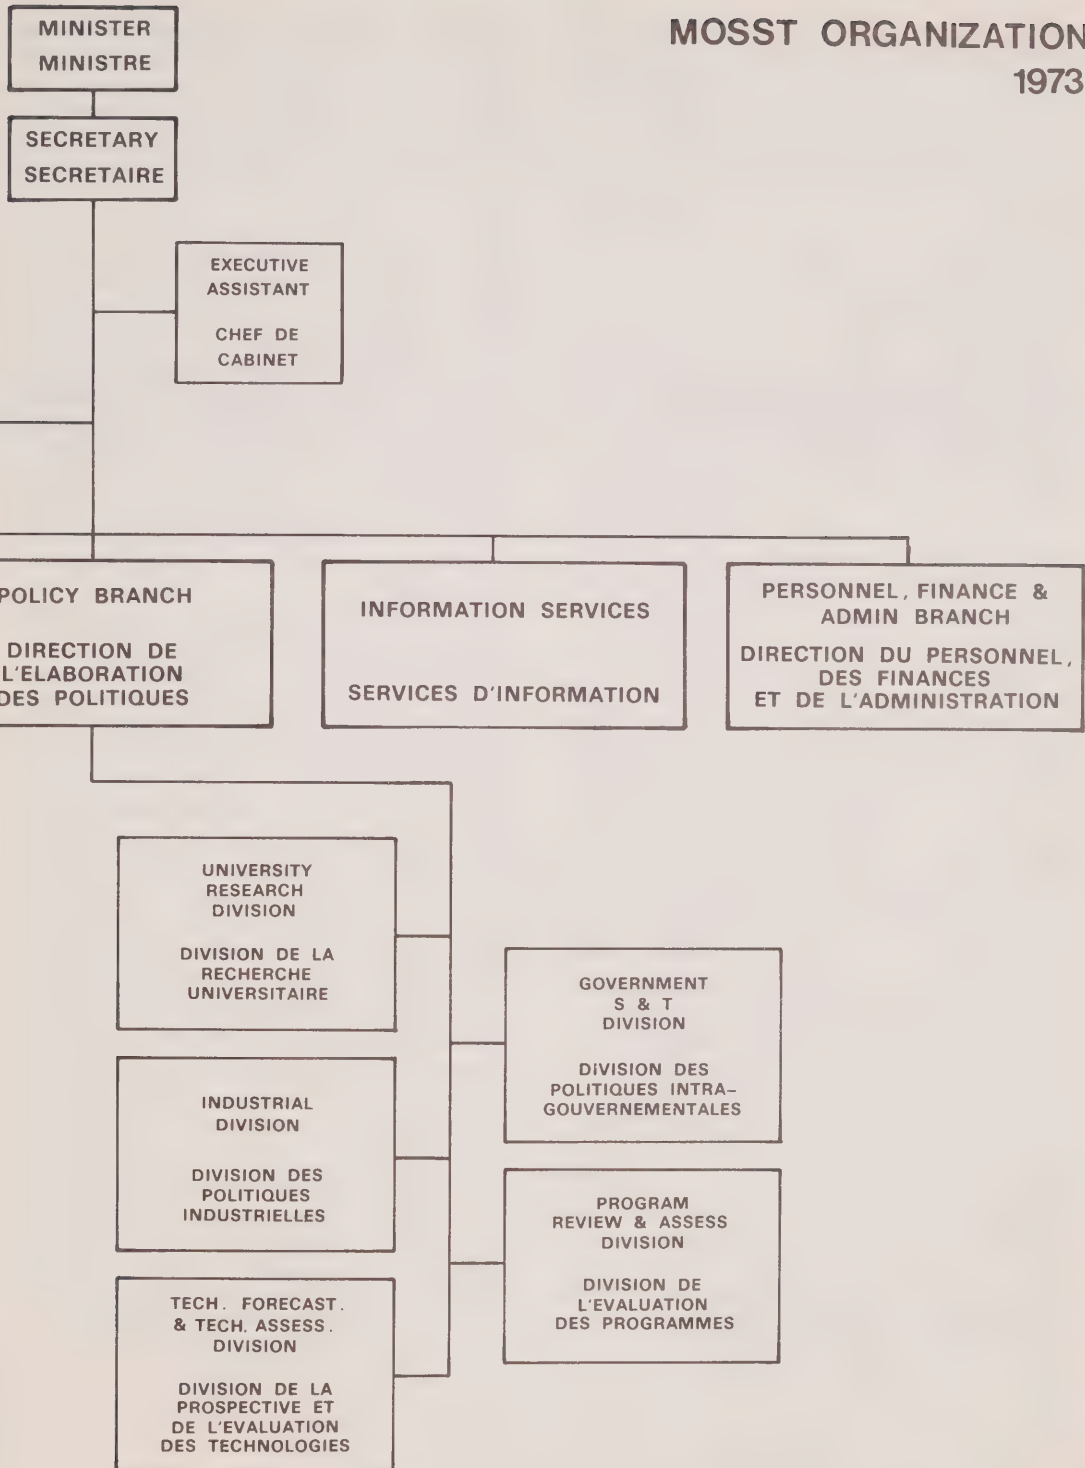 MOSST ORGANIZATION
1973
MINISTER
MINISTRE
SECRETARY
SECRETAIRE
EXECUTIVE
ASSISTANT
CHEF DE
CABINET
POLICY BRANCH
DIRECTION DE
L'ELABORATION
DES POLITIQUES
INFORMATION SERVICES
SERVICES D'INFORMATION
PERSONNEL, FINANCE &
ADMIN BRANCH
DIRECTION DU PERSONNEL,
DES FINANCES
ET DE L'ADMINISTRATION
UNIVERSITY
RESEARCH
DIVISION
DIVISION DE LA
RECHERCHE
UNIVERSITAIRE
GOVERNMENT
S & T
DIVISION
DIVISION DES
POLITIQUES INTRA-
GOUVERNEMENTALES
INDUSTRIAL
DIVISION
DIVISION DES
POLITIQUES
INDUSTRIELLES
PROGRAM
REVIEW & ASSESS
DIVISION
DIVISION DE
L'EVALUATION
DES PROGRAMMES
TECH. FORECAST.
& TECH. ASSESS.
DIVISION
DIVISION DE LA
PROSPECTIVE ET
DE L'EVALUATION
DES TECHNOLOGIES